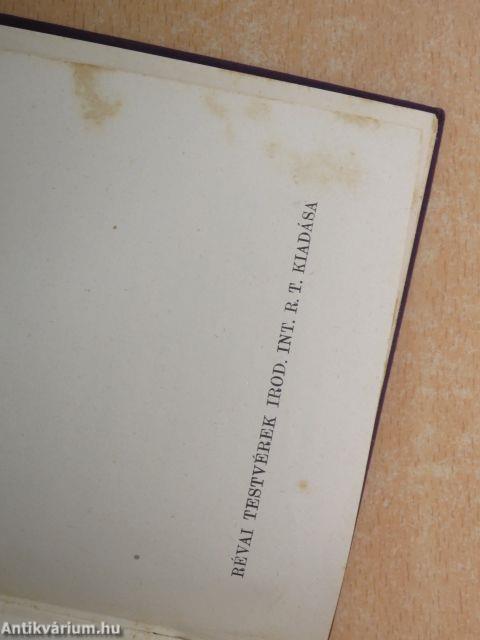 RÉVAI TESTVÉREK IROD. INT. R. T. KIADÁSA
Antikvárium.hu